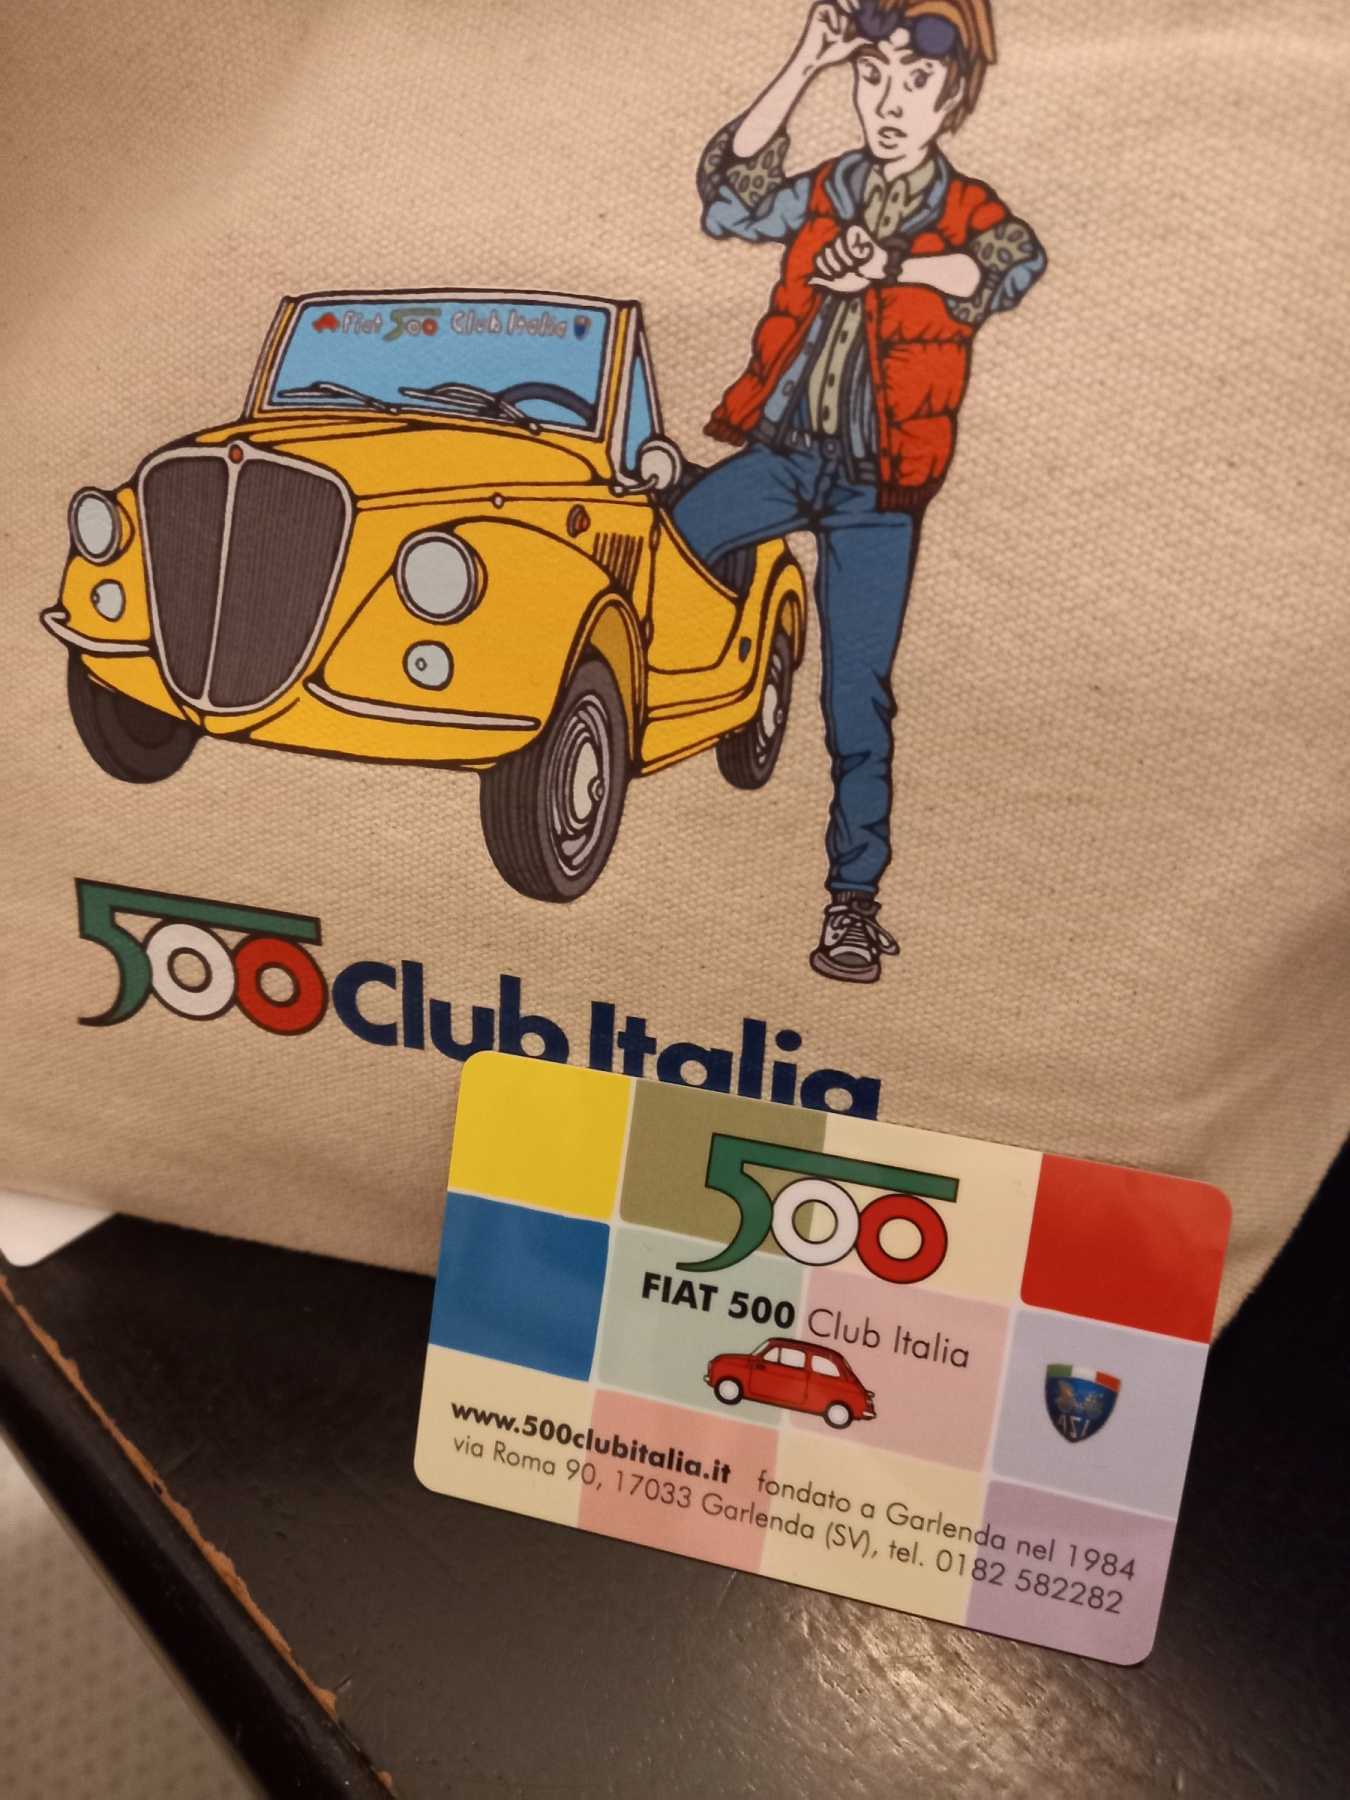 Fiat 500 Club Italia
500 Club Italia
500
FIAT 500 Club Italia
ASI
www.500clubitalia.it fondato a Garlenda nel 1984
via Roma 90, 17033 Garlenda (SV), tel. 0182 582282